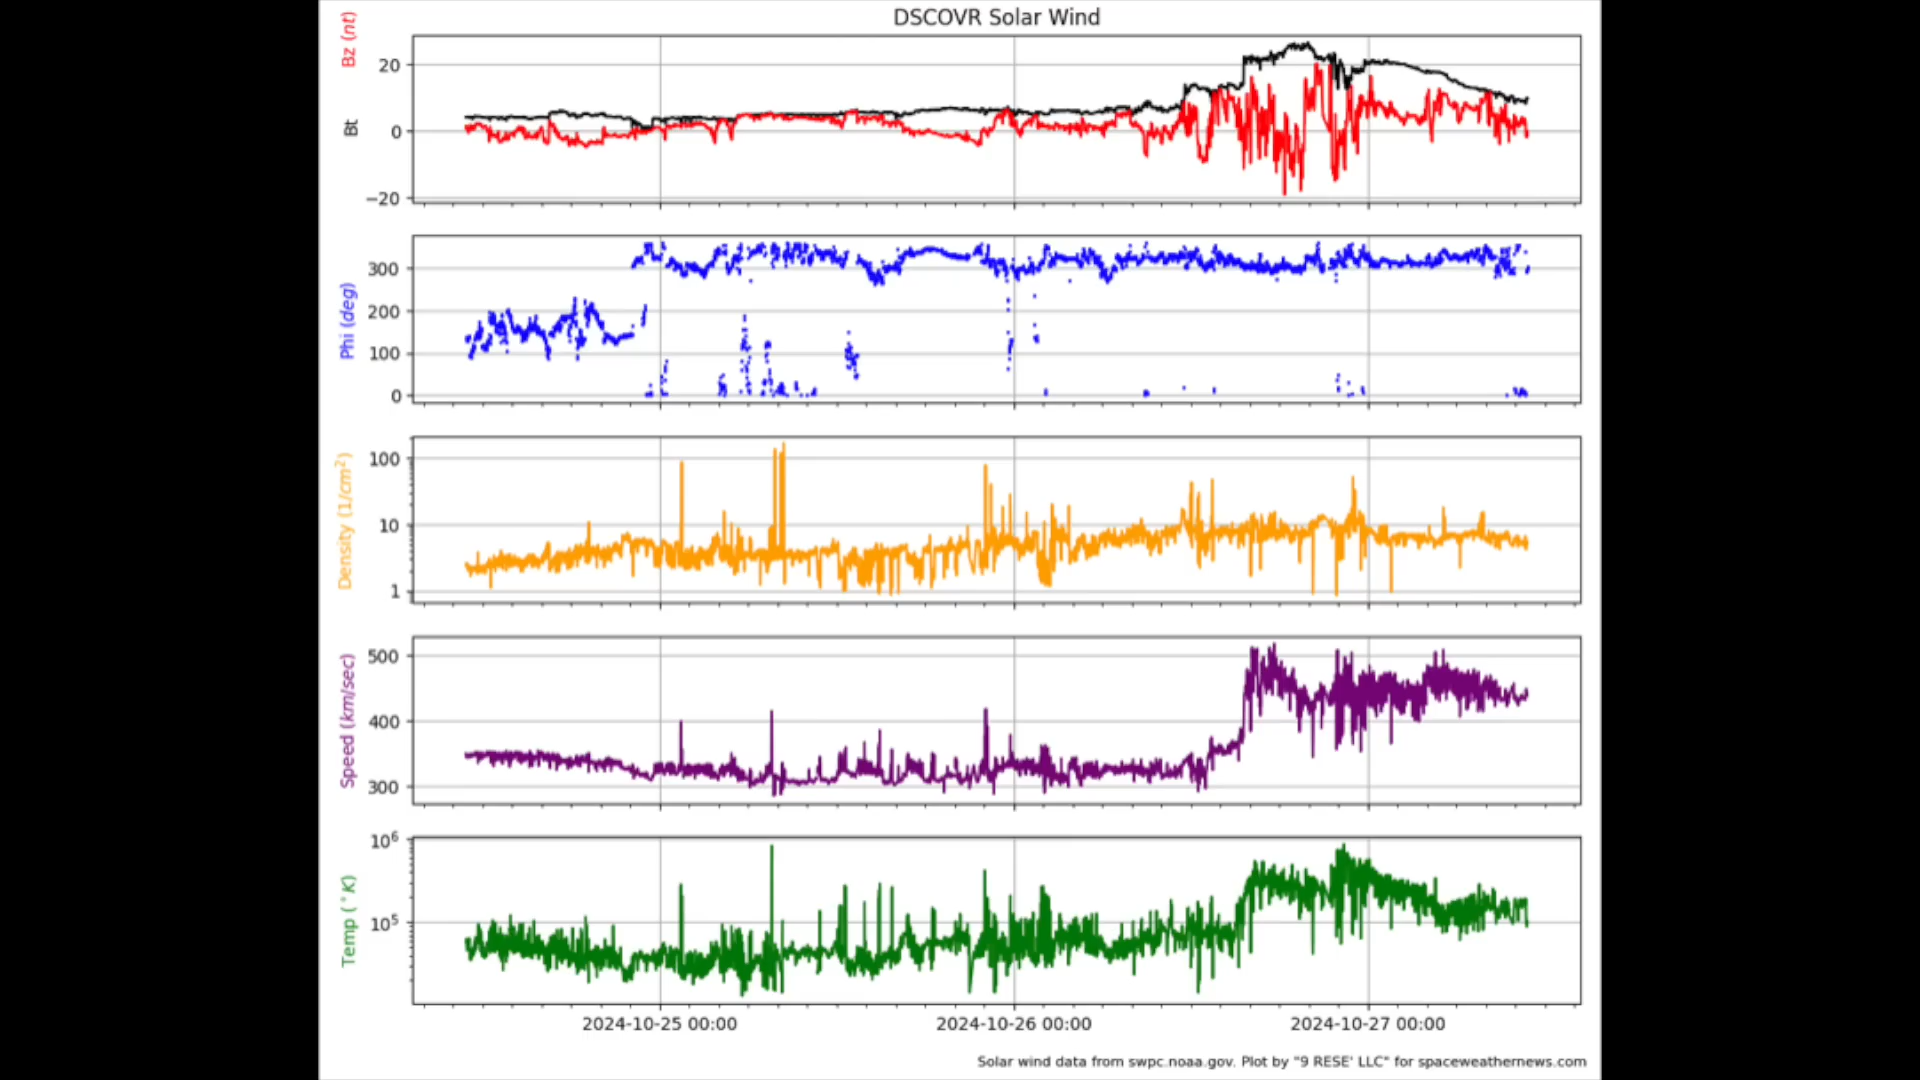 DSCOVR Solar Wind
Bz (nt)
Bt
20
0
−20
Phi (deg)
300
200
100
0
Density (1/cm²)
100
10
1
Speed (km/sec)
500
400
300
Temp (°K)
10⁶
10⁵
2024-10-25 00:00
2024-10-26 00:00
2024-10-27 00:00
Solar wind data from swpc.noaa.gov. Plot by "9 RESE' LLC" for spaceweathernews.com